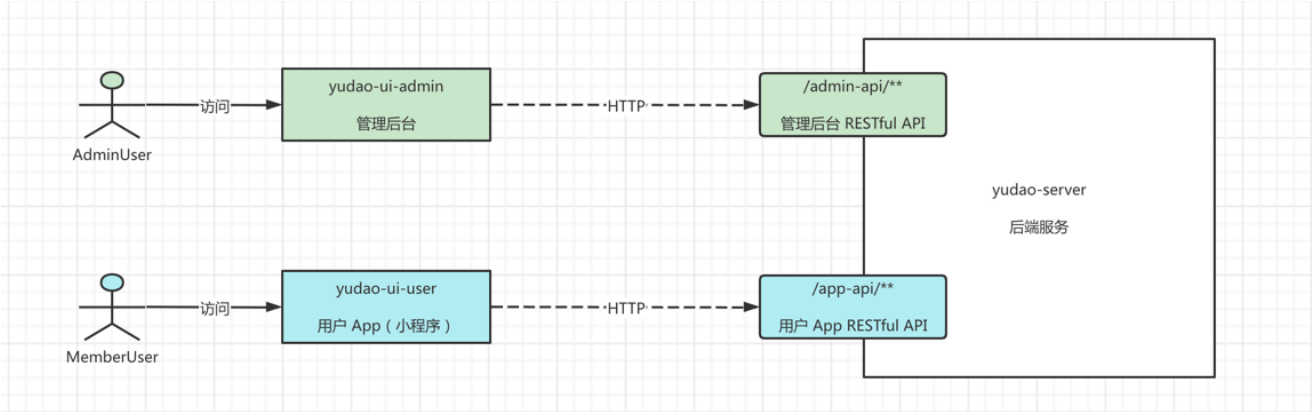 yudao-ui-admin
管理后台
访问
HTTP
/admin-api/**
管理后台 RESTful API
AdminUser
yudao-server
后端服务
yudao-ui-user
用户 App（小程序）
访问
HTTP
/app-api/**
用户 App RESTful API
MemberUser